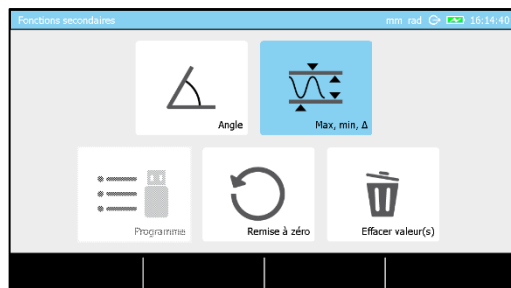 Fonctions secondaires
mm rad 16:14:40
Angle
Max, min, Δ
Programme
Remise à zéro
Effacer valeur(s)